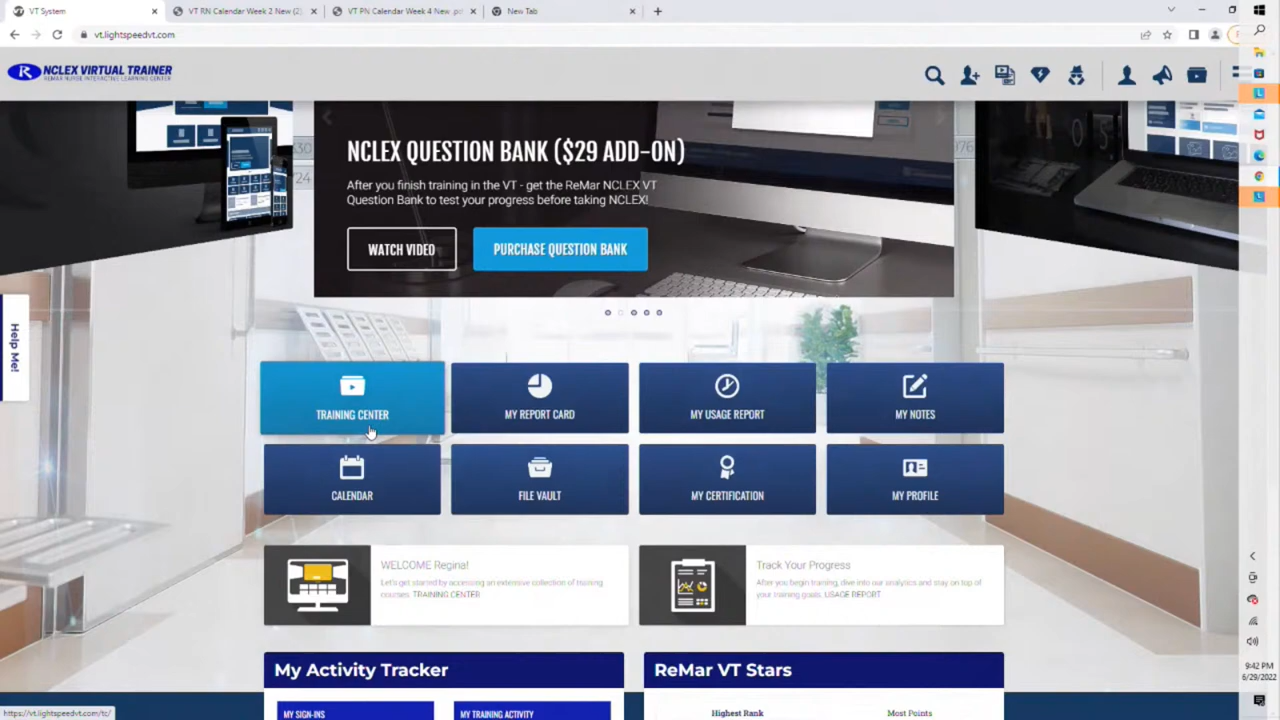 VT System
VT RN Calendar Week 2 New (2)
VT PN Calendar Week 4 New .pdf
New Tab
vt.lightspeedvt.com
R NCLEX VIRTUAL TRAINER
REMAR NURSE INTERACTIVE LEARNING CENTER
NCLEX QUESTION BANK ($29 ADD-ON)
After you finish training in the VT - get the ReMar NCLEX VT
Question Bank to test your progress before taking NCLEX!
WATCH VIDEO
PURCHASE QUESTION BANK
Help Me!
TRAINING CENTER
MY REPORT CARD
MY USAGE REPORT
MY NOTES
CALENDAR
FILE VAULT
MY CERTIFICATION
MY PROFILE
WELCOME Regina!
Let's get started by accessing an extensive collection of training
courses. TRAINING CENTER
Track Your Progress
After you begin training, dive into our analytics and stay on top of
your training goals. USAGE REPORT
My Activity Tracker
ReMar VT Stars
MY SIGN-INS
MY TRAINING ACTIVITY
Highest Rank
Most Points
https://vt.lightspeedvt.com/tc/
9:42 PM
6/29/2022